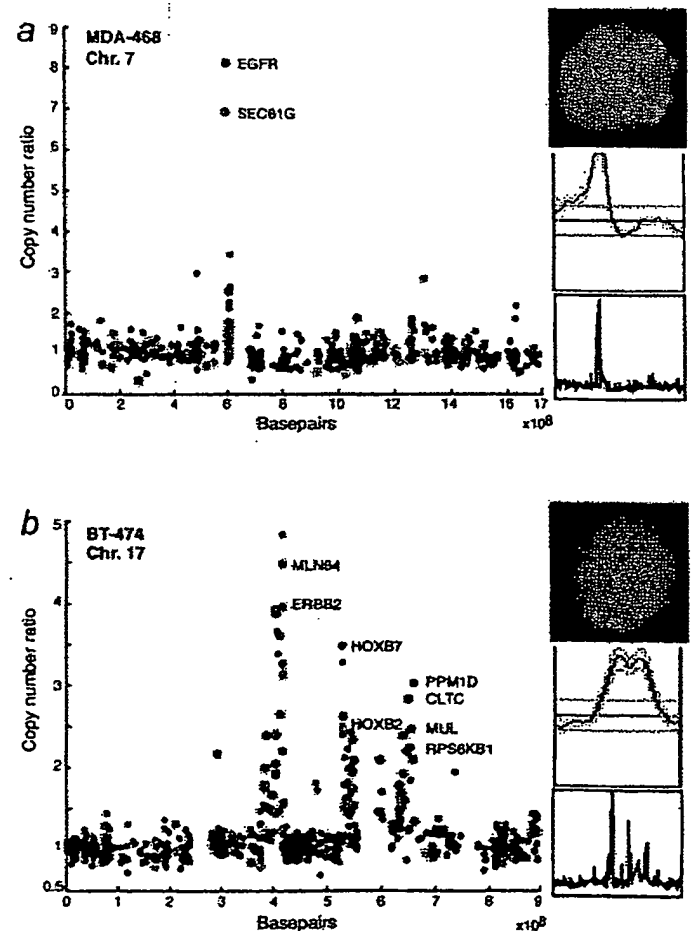 a
MDA-468
Chr. 7
9
8
7
6
5
4
3
2
1
0
Copy number ratio
EGFR
SEC61G
0 2 4 6 8 10 12 14 16 17
Basepairs
x10⁸
b
BT-474
Chr. 17
5
4
3
2
1
0.5
Copy number ratio
MLN64
ERBB2
HOXB7
PPM1D
CLTC
HOXB2
MUL
RPS6KB1
0 1 2 3 4 5 6 7 8 9
Basepairs
x10⁸